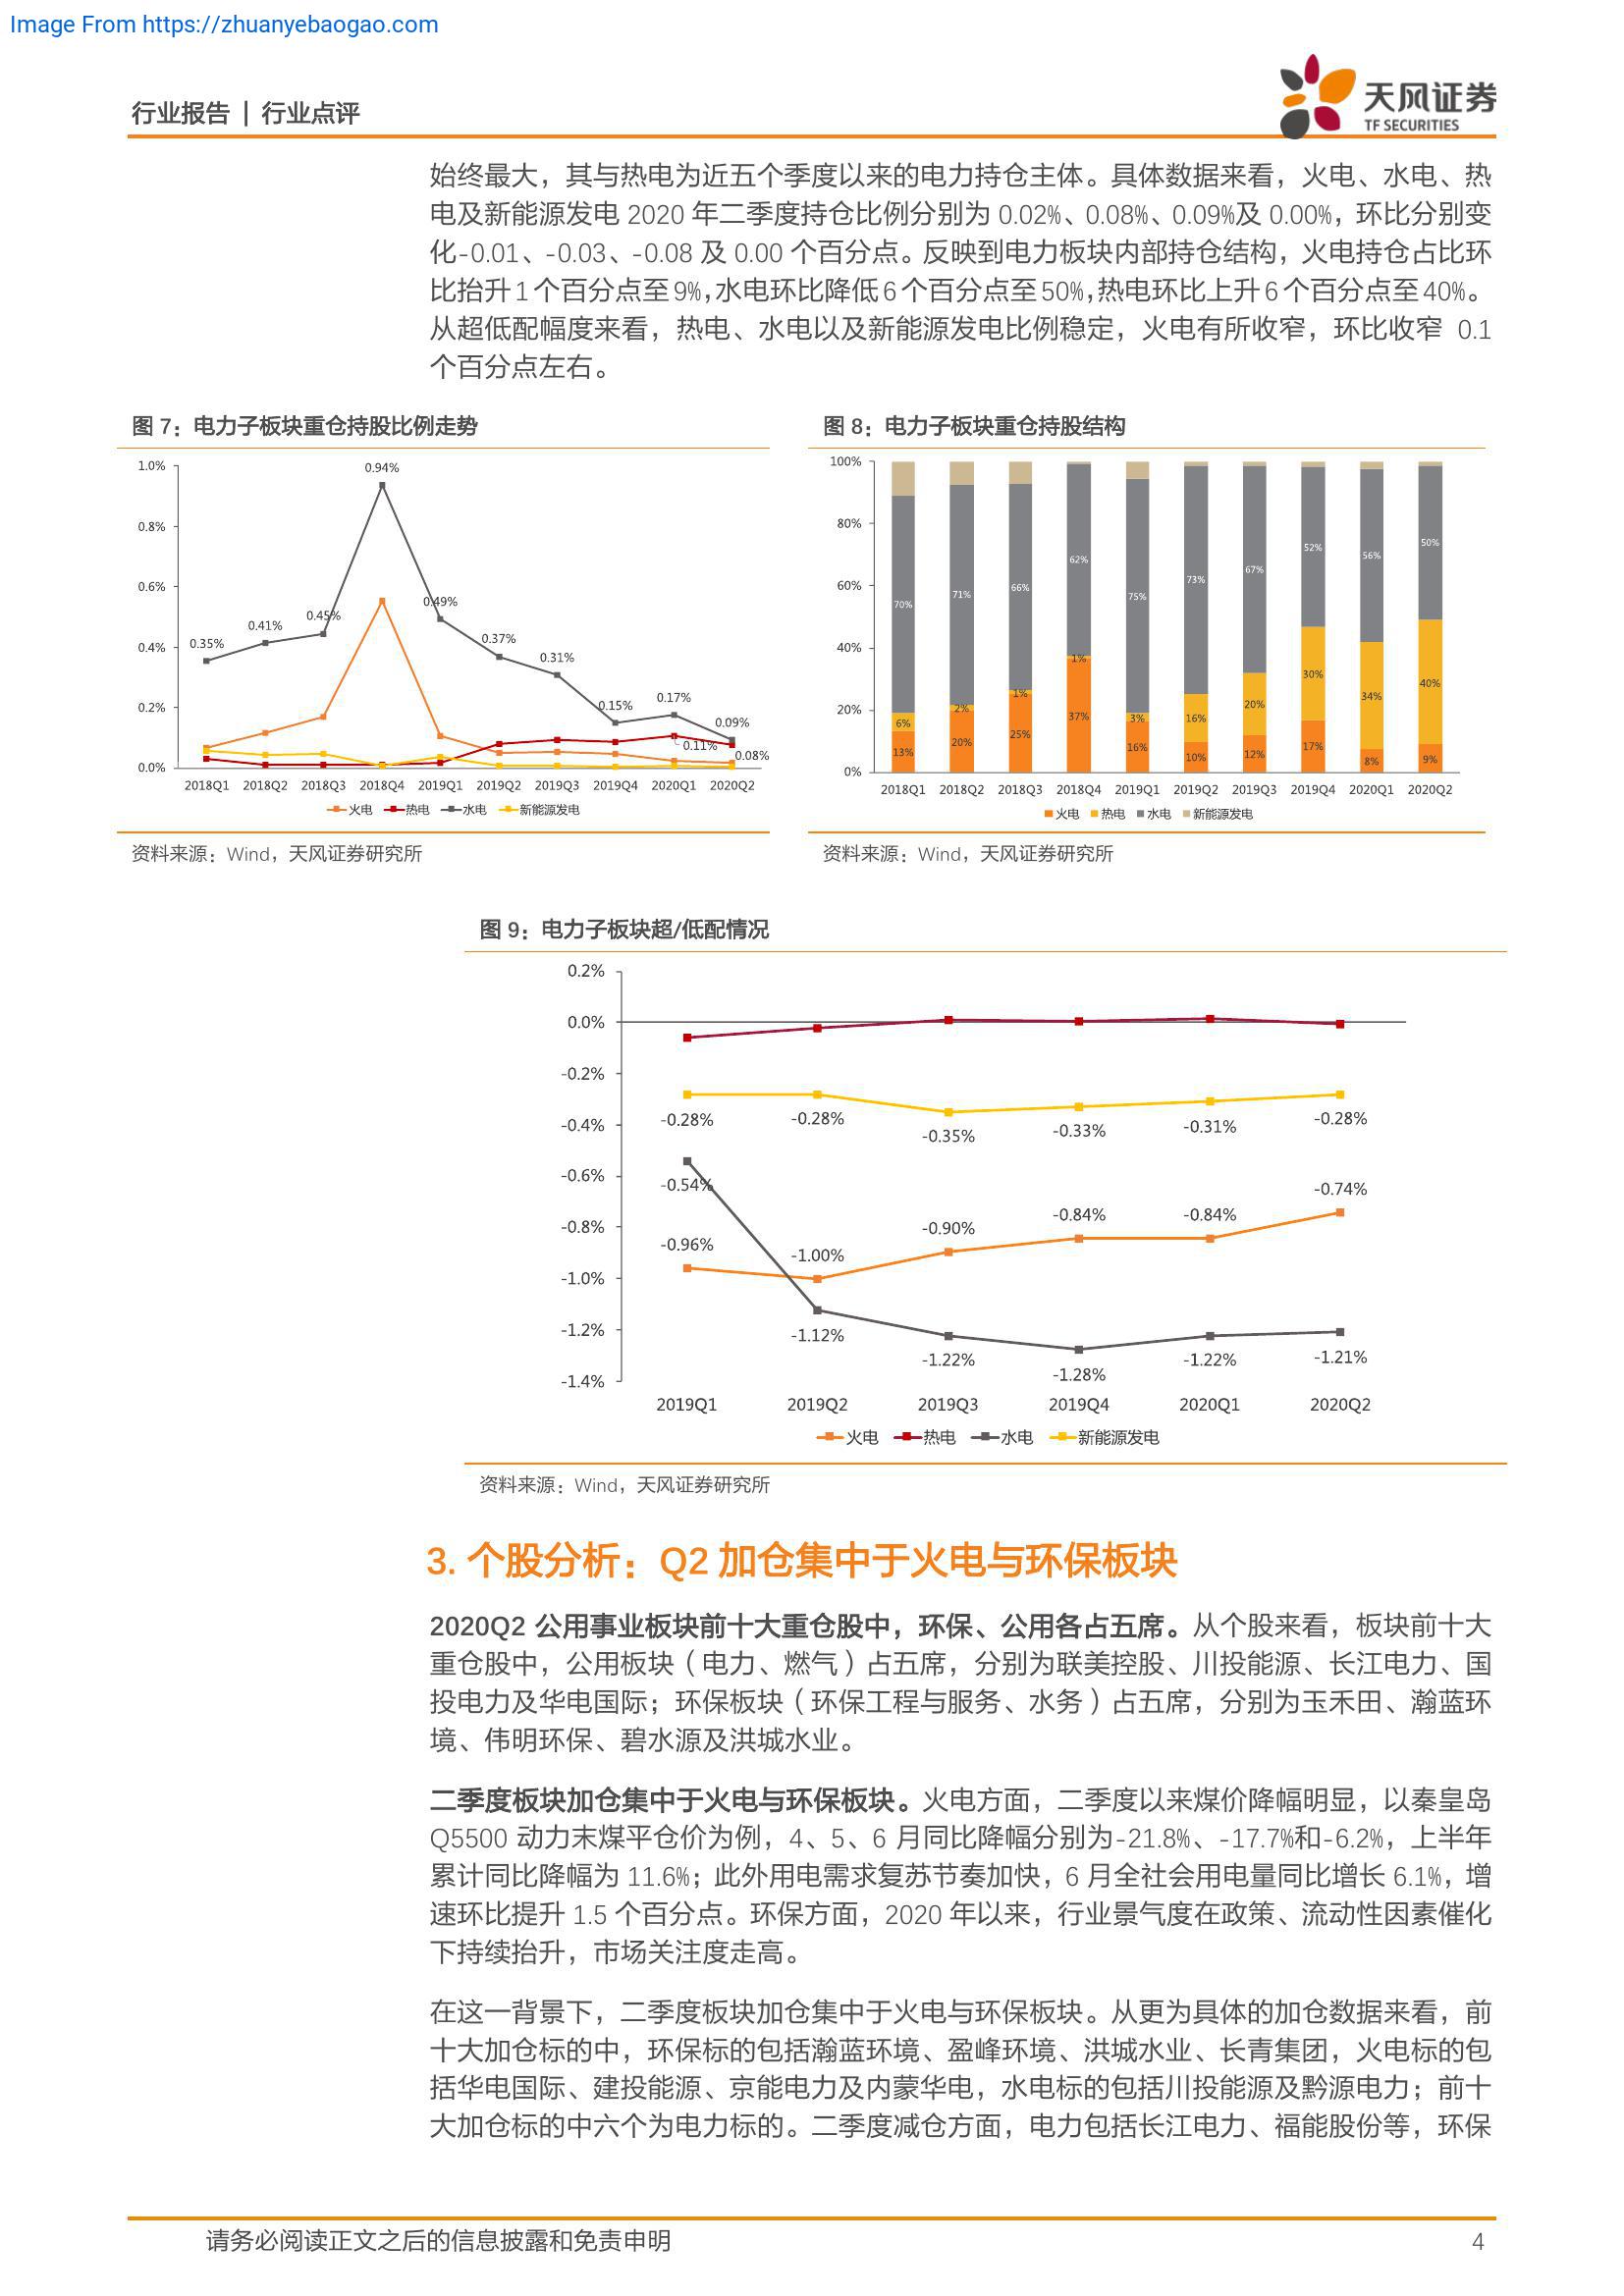 Image From https://zhuanyebaogao.com
行业报告 | 行业点评
天风证券
TF SECURITIES
始终最大，其与热电为近五个季度以来的电力持仓主体。具体数据来看，火电、水电、热
电及新能源发电 2020 年二季度持仓比例分别为 0.02%、0.08%、0.09%及 0.00%，环比分别变
化-0.01、-0.03、-0.08 及 0.00 个百分点。反映到电力板块内部持仓结构，火电持仓占比环
比抬升 1 个百分点至 9%，水电环比降低 6 个百分点至 50%，热电环比上升 6 个百分点至 40%。
从超低配幅度来看，热电、水电以及新能源发电比例稳定，火电有所收窄，环比收窄 0.1
个百分点左右。
图 7：电力子板块重仓持股比例走势
1.0%
0.8%
0.6%
0.4%
0.2%
0.0%
0.35%
0.41%
0.45%
0.94%
0.49%
0.37%
0.31%
0.15%
0.17%
0.09%
0.11%
0.08%
2018Q1 2018Q2 2018Q3 2018Q4 2019Q1 2019Q2 2019Q3 2019Q4 2020Q1 2020Q2
火电 热电 水电 新能源发电
资料来源：Wind，天风证券研究所
图 8：电力子板块重仓持股结构
100%
80%
60%
40%
20%
0%
70% 71% 66% 62% 75% 73% 67% 52% 56% 50%
6% 2% 1% 1% 3% 16% 20% 30% 34% 40%
13% 20% 25% 37% 16% 10% 12% 17% 8% 9%
2018Q1 2018Q2 2018Q3 2018Q4 2019Q1 2019Q2 2019Q3 2019Q4 2020Q1 2020Q2
火电 热电 水电 新能源发电
资料来源：Wind，天风证券研究所
图 9：电力子板块超/低配情况
0.2%
0.0%
-0.2%
-0.4%
-0.6%
-0.8%
-1.0%
-1.2%
-1.4%
-0.28% -0.28% -0.35% -0.33% -0.31% -0.28%
-0.96% -1.00% -0.90% -0.84% -0.84% -0.74%
-0.54% -1.12% -1.22% -1.28% -1.22% -1.21%
2019Q1 2019Q2 2019Q3 2019Q4 2020Q1 2020Q2
火电 热电 水电 新能源发电
资料来源：Wind，天风证券研究所
3. 个股分析：Q2 加仓集中于火电与环保板块
2020Q2 公用事业板块前十大重仓股中，环保、公用各占五席。从个股来看，板块前十大
重仓股中，公用板块（电力、燃气）占五席，分别为联美控股、川投能源、长江电力、国
投电力及华电国际；环保板块（环保工程与服务、水务）占五席，分别为玉禾田、瀚蓝环
境、伟明环保、碧水源及洪城水业。
二季度板块加仓集中于火电与环保板块。火电方面，二季度以来煤价降幅明显，以秦皇岛
Q5500 动力末煤平仓价为例，4、5、6 月同比降幅分别为-21.8%、-17.7%和-6.2%，上半年
累计同比降幅为 11.6%；此外用电需求复苏节奏加快，6 月全社会用电量同比增长 6.1%，增
速环比提升 1.5 个百分点。环保方面，2020 年以来，行业景气度在政策、流动性因素催化
下持续抬升，市场关注度走高。
在这一背景下，二季度板块加仓集中于火电与环保板块。从更为具体的加仓数据来看，前
十大加仓标的中，环保标的包括瀚蓝环境、盈峰环境、洪城水业、长青集团，火电标的包
括华电国际、建投能源、京能电力及内蒙华电，水电标的包括川投能源及黔源电力；前十
大加仓标的中六个为电力标的。二季度减仓方面，电力包括长江电力、福能股份等，环保
请务必阅读正文之后的信息披露和免责申明
4